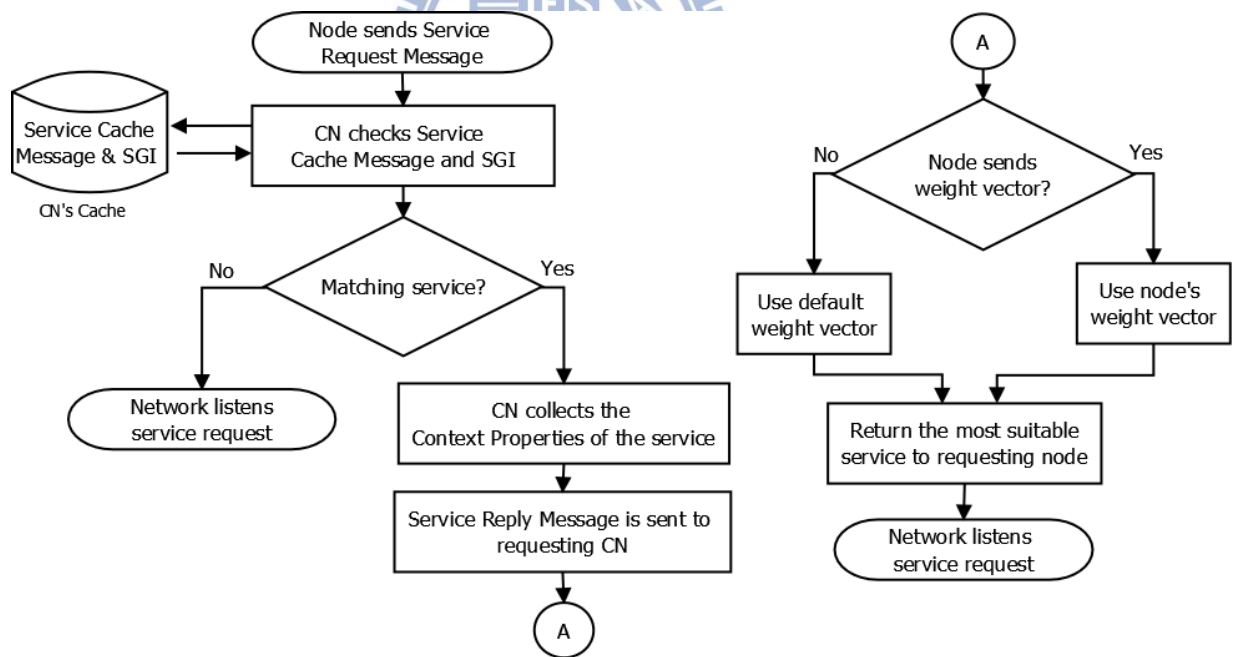 Node sends Service
Request Message
Service Cache
Message & SGI
CN's Cache
CN checks Service
Cache Message and SGI
Matching service?
No
Yes
Network listens
service request
CN collects the
Context Properties of the service
Service Reply Message is sent to
requesting CN
A
A
Node sends
weight vector?
No
Yes
Use default
weight vector
Use node's
weight vector
Return the most suitable
service to requesting node
Network listens
service request